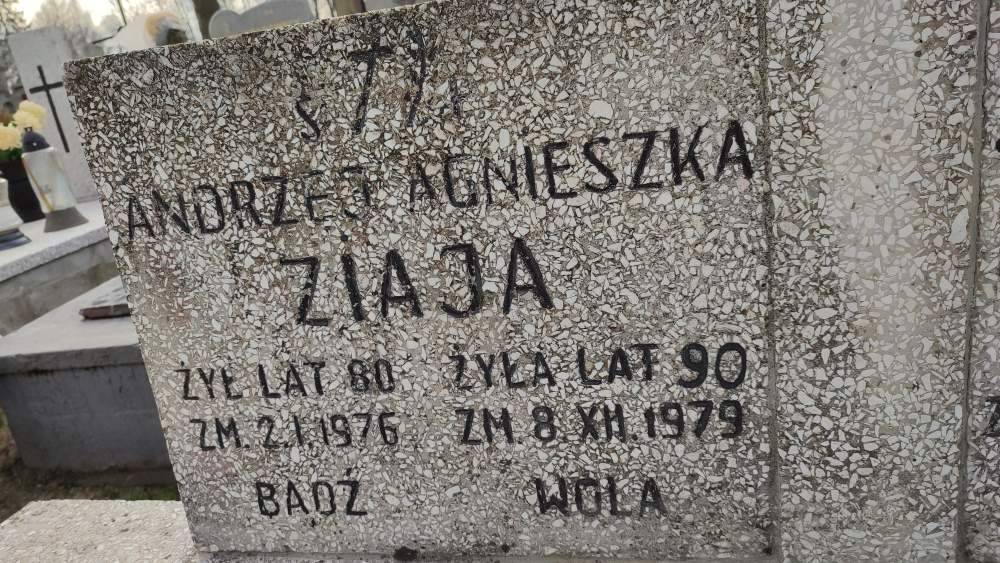 Ś P
ANDRZEJ AGNIESZKA
ZIAJA
ŻYŁ LAT 80 ŻYŁA LAT 90
ZM. 2.I.1976 ZM. 8 XII.1979
BĄDŹ WOLA